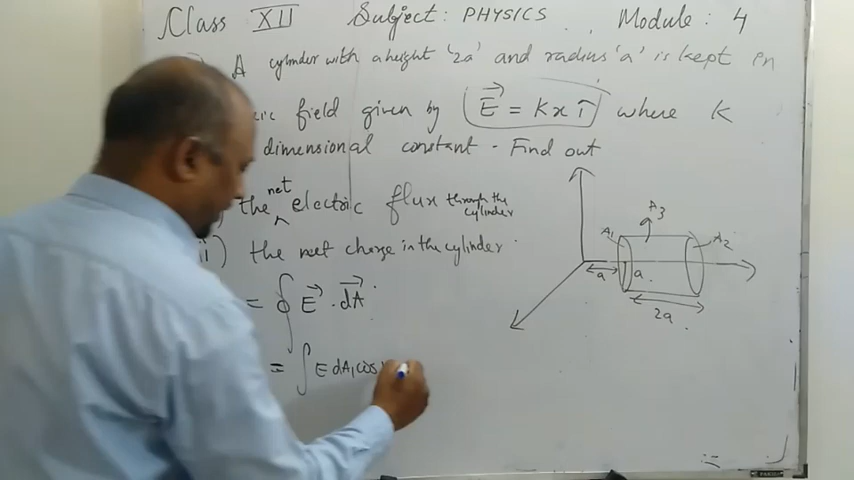 Class XII Subject: PHYSICS Module: 4
A cylinder with a height '2a' and radius 'a' is kept in
field given by E⃗ = Kx î where K
dimensional constant. Find out
the net electric flux through the cylinder
) the net charge in the cylinder.
= ∮ E⃗ . dA⃗
= ∫ E dA₁ cos
A₁
A₃
A₂
a
a
2a